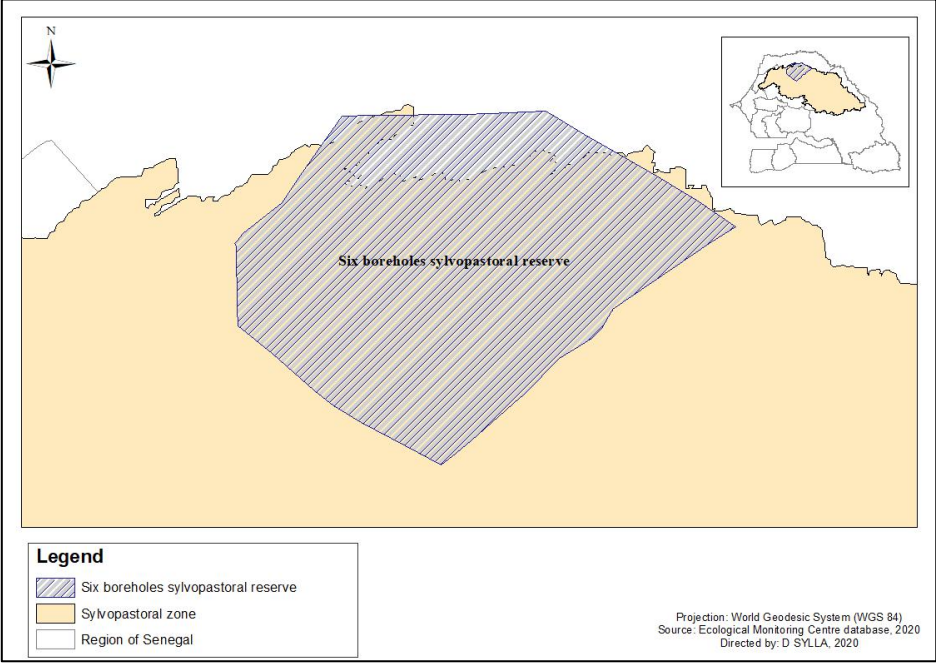 N
Six boreholes sylvopastoral reserve
Legend
Six boreholes sylvopastoral reserve
Sylvopastoral zone
Region of Senegal
Projection: World Geodesic System (WGS 84)
Source: Ecological Monitoring Centre database, 2020
Directed by: D SYLLA, 2020